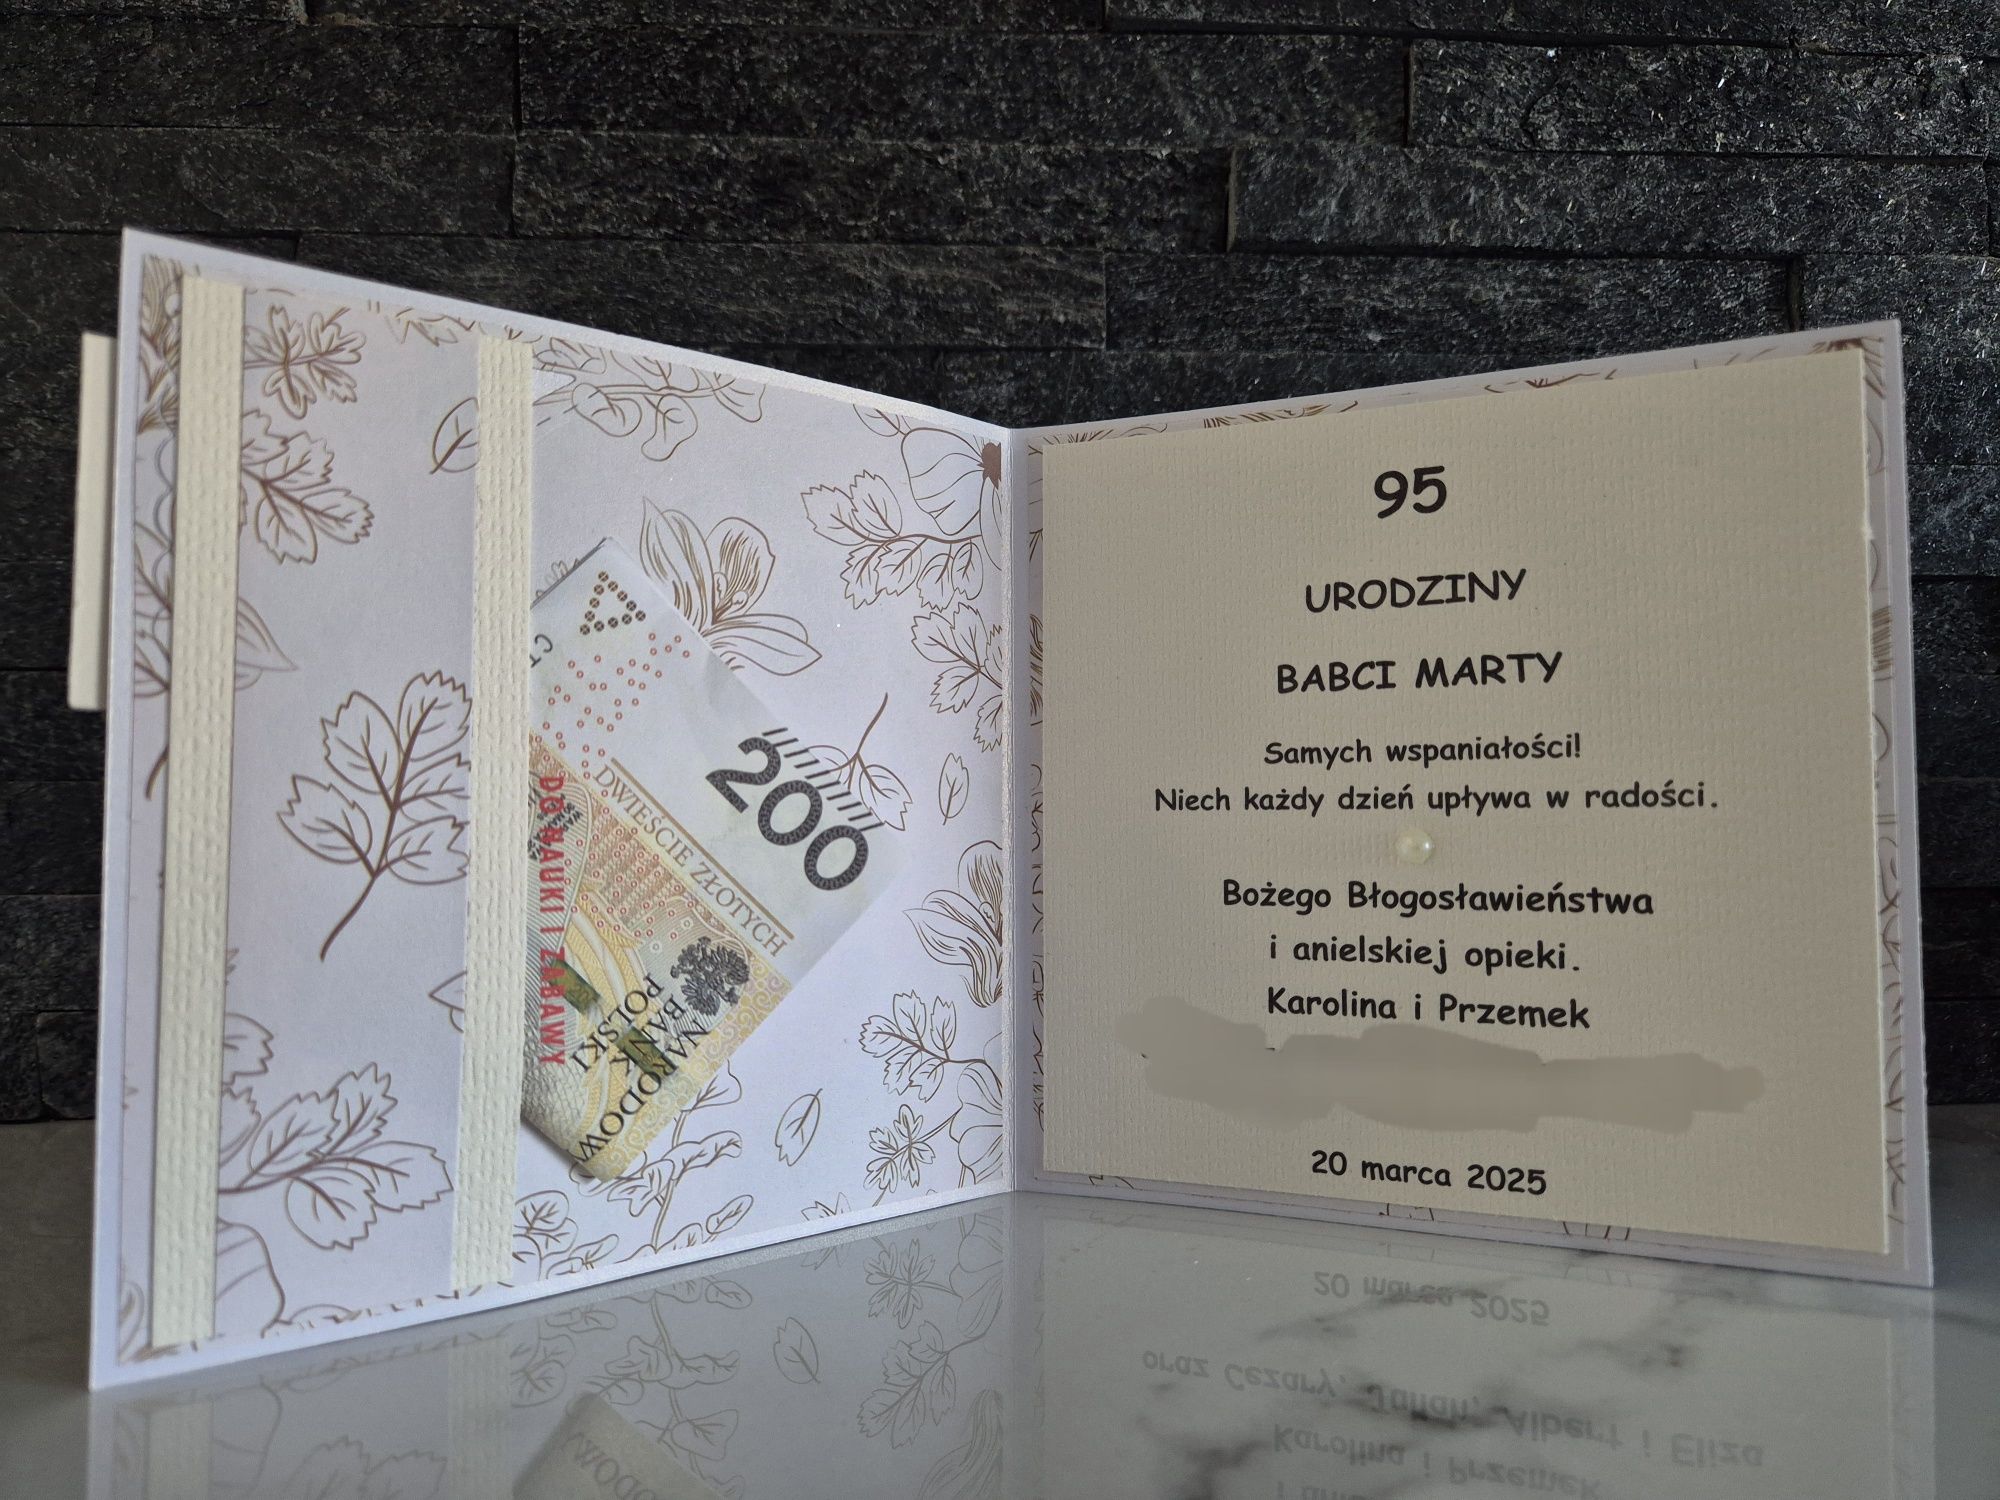 200
DWIEŚCIE ZŁOTYCH
DO NAUKI I ZABAWY
NARODOWY
BANK
POLSKI
95
URODZINY
BABCI MARTY
Samych wspaniałości!
Niech każdy dzień upływa w radości.
Bożego Błogosławieństwa
i anielskiej opieki.
Karolina i Przemek
20 marca 2025